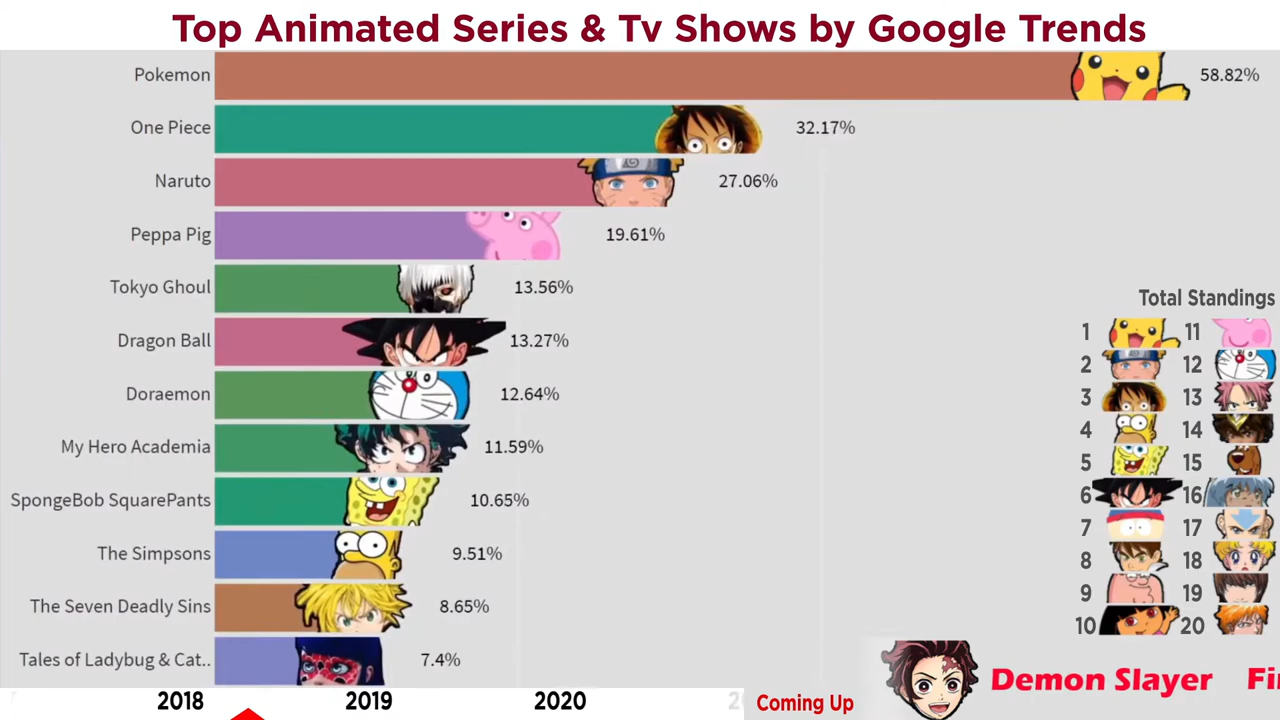 Top Animated Series & Tv Shows by Google Trends
Pokemon 58.82%
One Piece 32.17%
Naruto 27.06%
Peppa Pig 19.61%
Tokyo Ghoul 13.56%
Dragon Ball 13.27%
Doraemon 12.64%
My Hero Academia 11.59%
SpongeBob SquarePants 10.65%
The Simpsons 9.51%
The Seven Deadly Sins 8.65%
Tales of Ladybug & Cat.. 7.4%
Total Standings
1 11
2 12
3 13
4 14
5 15
6 16
7 17
8 18
9 19
10 20
2018 2019 2020
Coming Up Demon Slayer